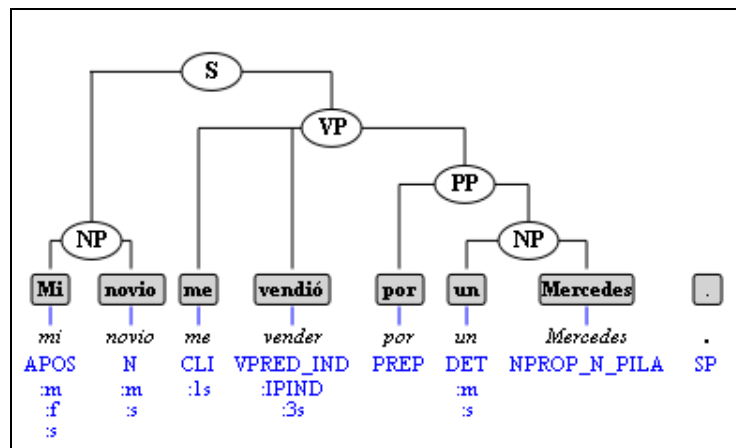 S
VP
PP
NP
NP
Mi novio me vendió por un Mercedes .
mi novio me vender por un Mercedes .
APOS N CLI VPRED_IND PREP DET NPROP_N_PILA SP
:m :m :1s :IPIND :m
:f :s :3s :s
:s